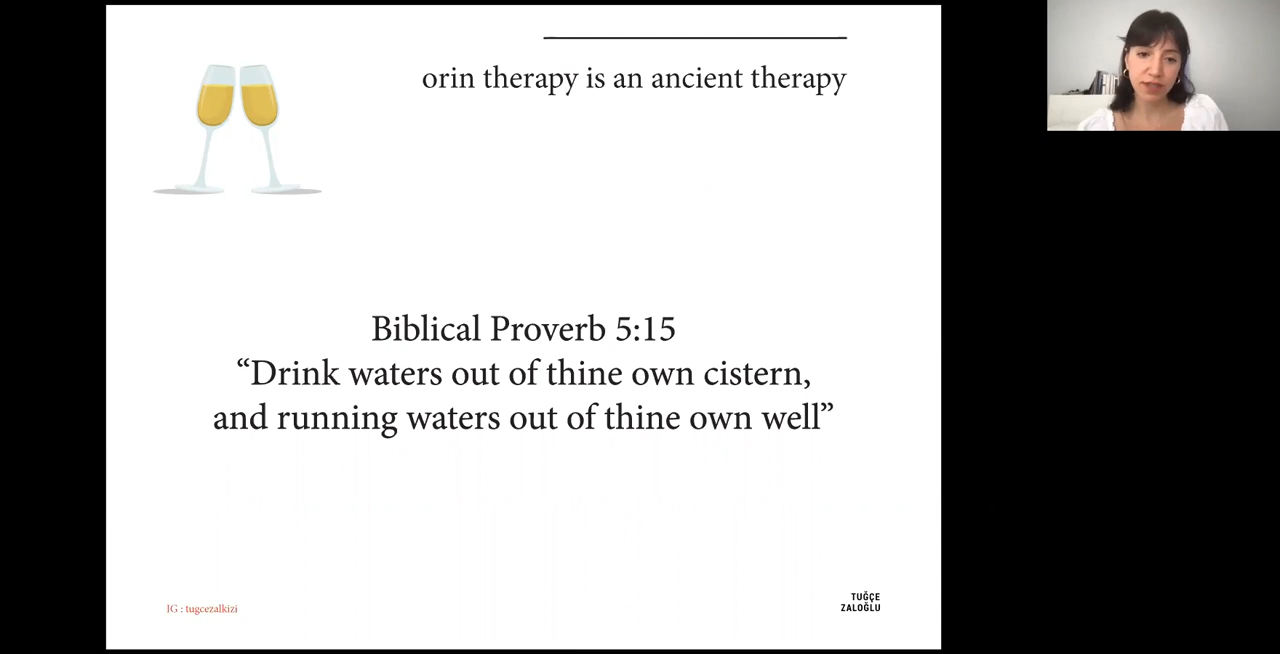 orin therapy is an ancient therapy
Biblical Proverb 5:15
“Drink waters out of thine own cistern,
and running waters out of thine own well”
IG : tugcezalkizi
TUĞÇE
ZALOĞLU